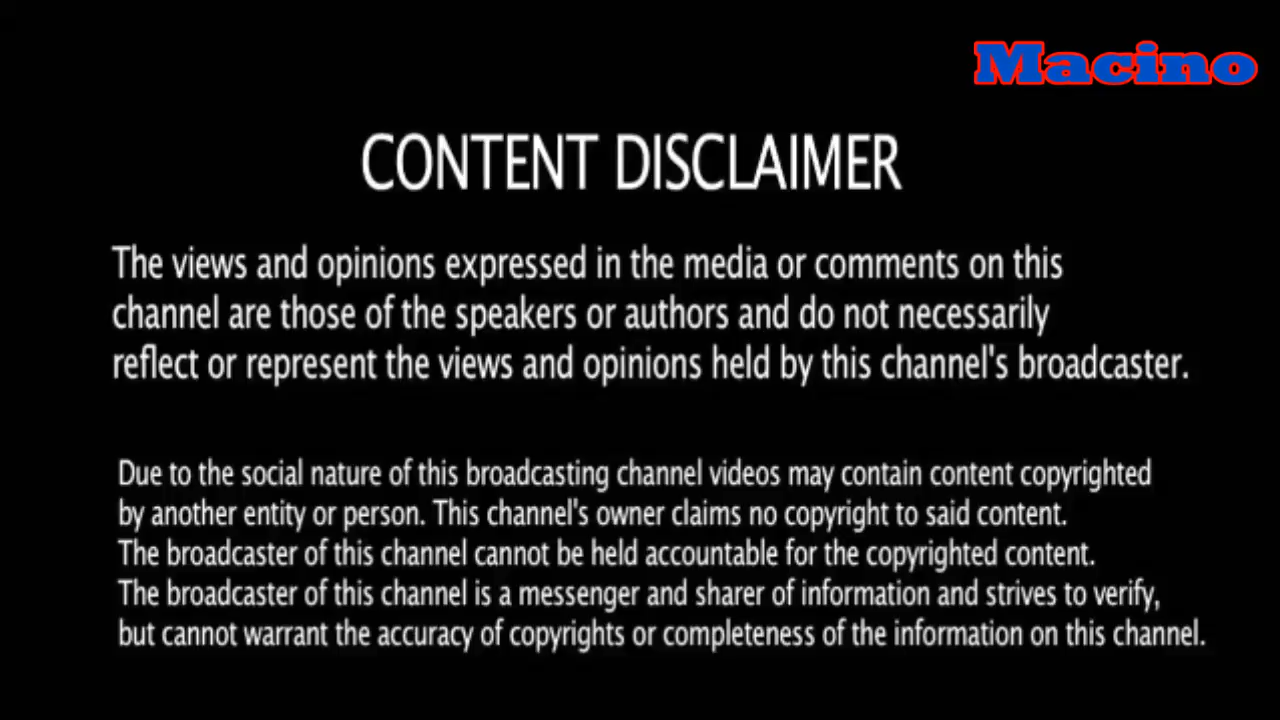 Macino
CONTENT DISCLAIMER
The views and opinions expressed in the media or comments on this
channel are those of the speakers or authors and do not necessarily
reflect or represent the views and opinions held by this channel's broadcaster.
Due to the social nature of this broadcasting channel videos may contain content copyrighted
by another entity or person. This channel's owner claims no copyright to said content.
The broadcaster of this channel cannot be held accountable for the copyrighted content.
The broadcaster of this channel is a messenger and sharer of information and strives to verify,
but cannot warrant the accuracy of copyrights or completeness of the information on this channel.